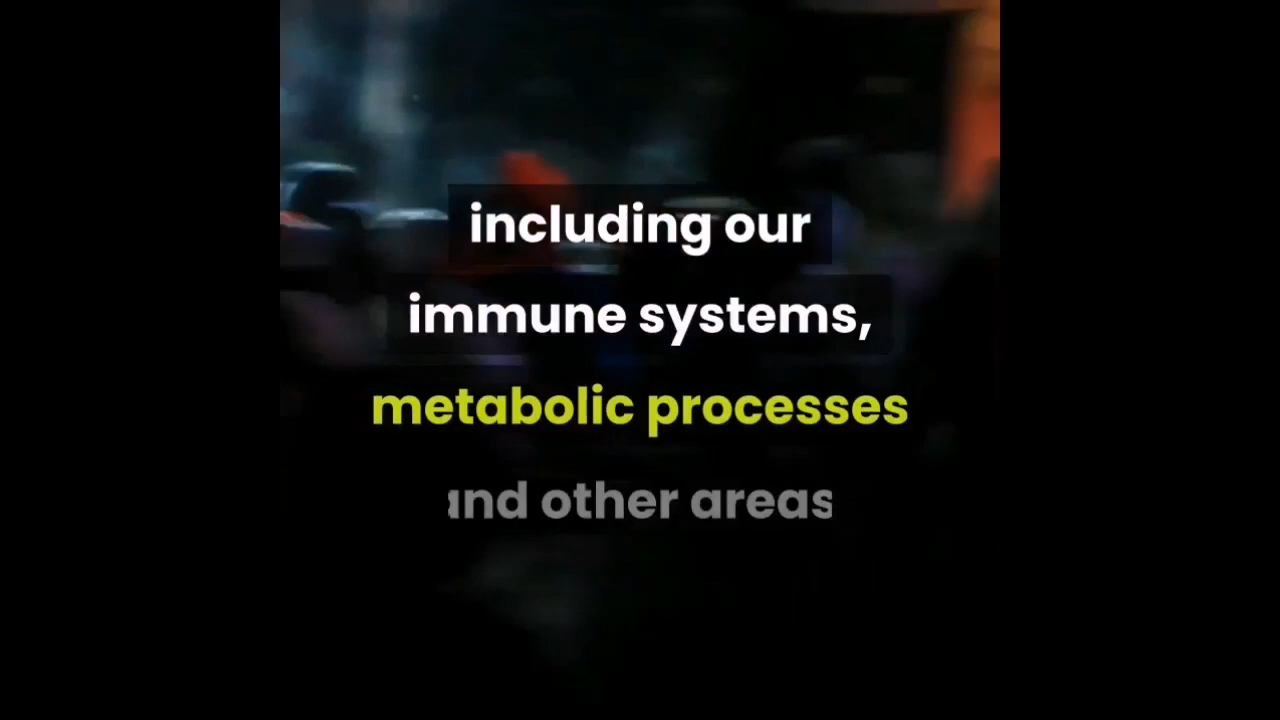 including our
immune systems,
metabolic processes
and other areas